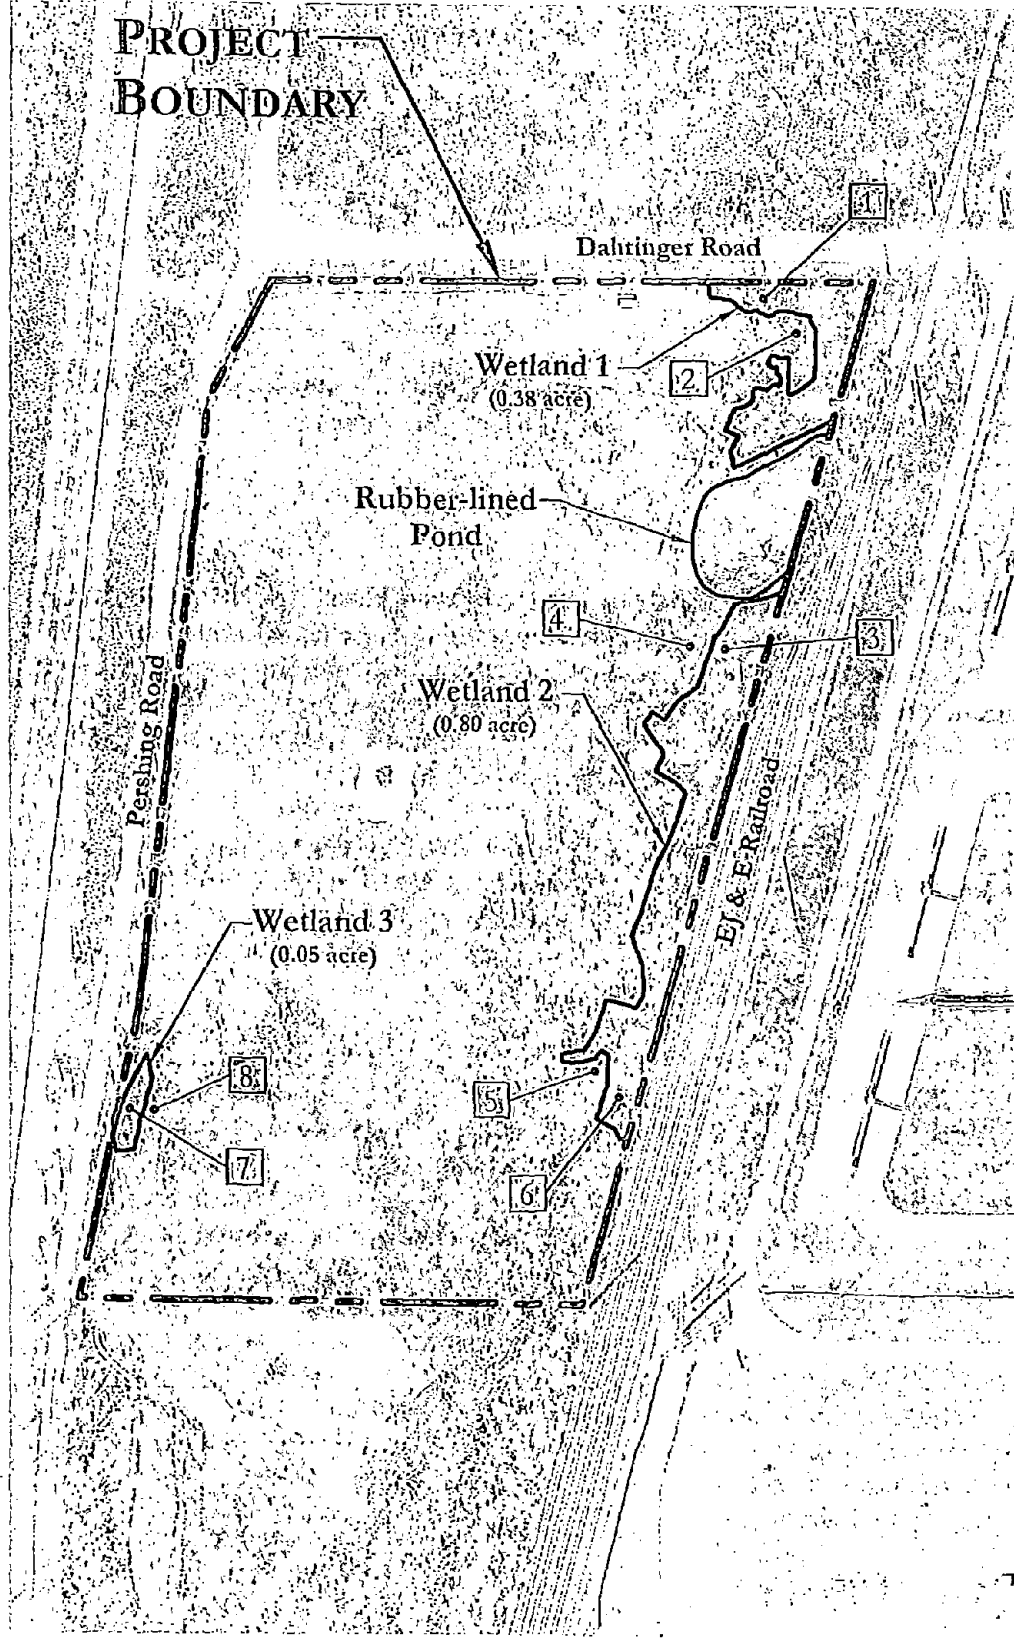 PROJECT
BOUNDARY
1
Dahringer Road
Wetland 1
(0.38 acre)
2
Rubber-lined
Pond
4
3
Wetland 2
(0.80 acre)
Pershing Road
EJ & E Railroad
Wetland 3
(0.05 acre)
8
5
7
6